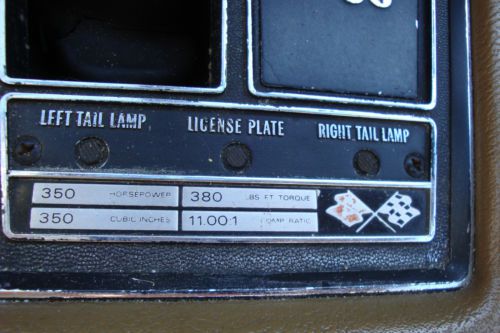 LEFT TAIL LAMP LICENSE PLATE RIGHT TAIL LAMP
350 HORSEPOWER 380 LBS FT TORQUE
350 CUBIC INCHES 11.00:1 COMP RATIO